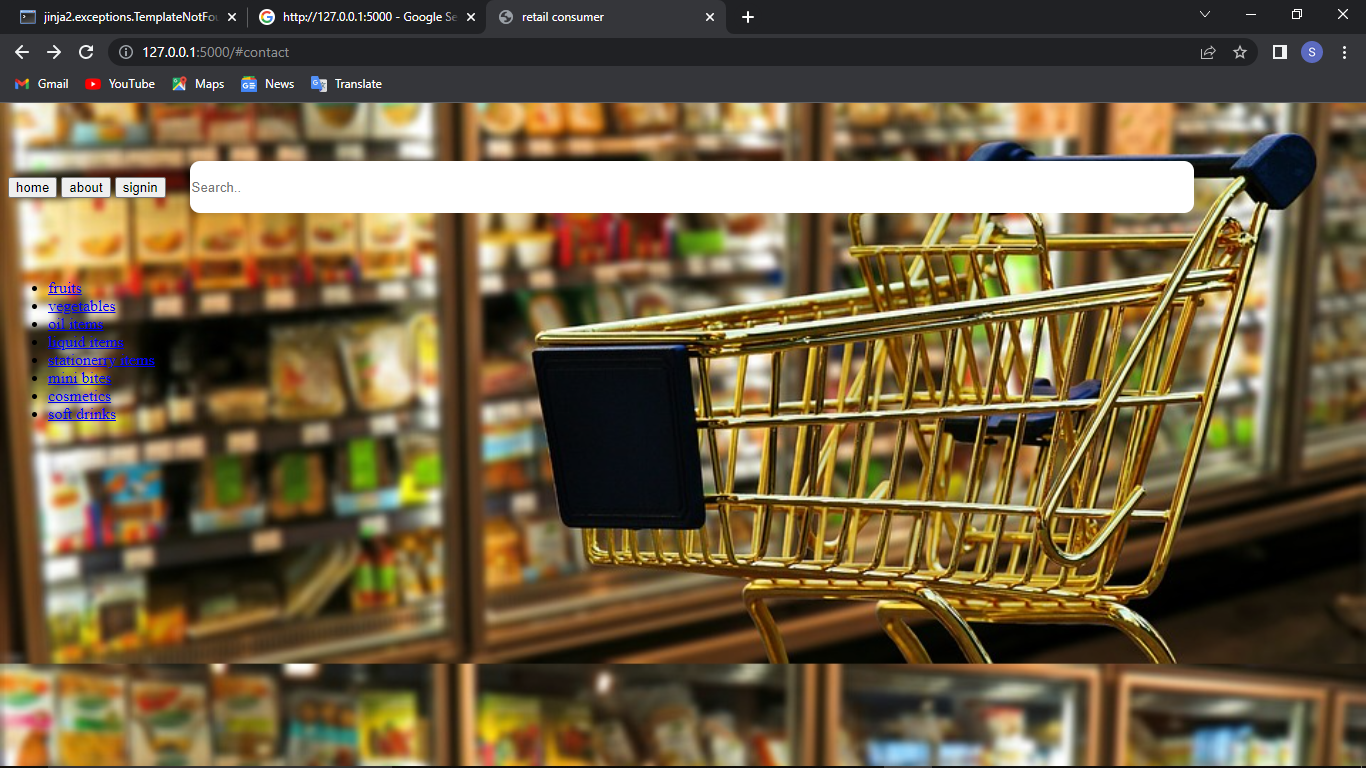 jinja2.exceptions.TemplateNotFou
http://127.0.0.1:5000 - Google Se
retail consumer
127.0.0.1:5000/#contact
S
Gmail
YouTube
Maps
News
Translate
home
about
signin
Search..
fruits
vegetables
oil items
liquid items
stationerry items
mini bites
cosmetics
soft drinks